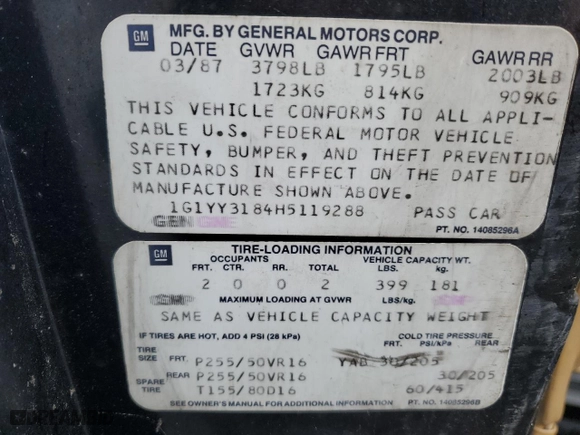 GM
MFG. BY GENERAL MOTORS CORP.
DATE GVWR GAWR FRT GAWR RR
03/87 3798LB 1795LB 2003LB
1723KG 814KG 909KG
THIS VEHICLE CONFORMS TO ALL APPLI-
CABLE U.S. FEDERAL MOTOR VEHICLE
SAFETY, BUMPER, AND THEFT PREVENTION
STANDARDS IN EFFECT ON THE DATE OF
MANUFACTURE SHOWN ABOVE.
1G1YY3184H5119288 PASS CAR
PT. NO. 14085296A
GM
TIRE-LOADING INFORMATION
OCCUPANTS VEHICLE CAPACITY WT.
FRT. CTR. RR. TOTAL LBS. kg.
2 0 0 2 399 181
MAXIMUM LOADING AT GVWR LBS/kg.
SAME AS VEHICLE CAPACITY WEIGHT
IF TIRES ARE HOT, ADD 4 PSI (28 kPa) COLD TIRE PRESSURE
FRT. PSI/kPa REAR
TIRE SIZE FRT. P255/50VR16 30/205
REAR P255/50VR16 30/205
SPARE TIRE T155/80D16 60/415
SEE OWNER'S MANUAL FOR ADDITIONAL INFORMATION PT. NO. 14085296B